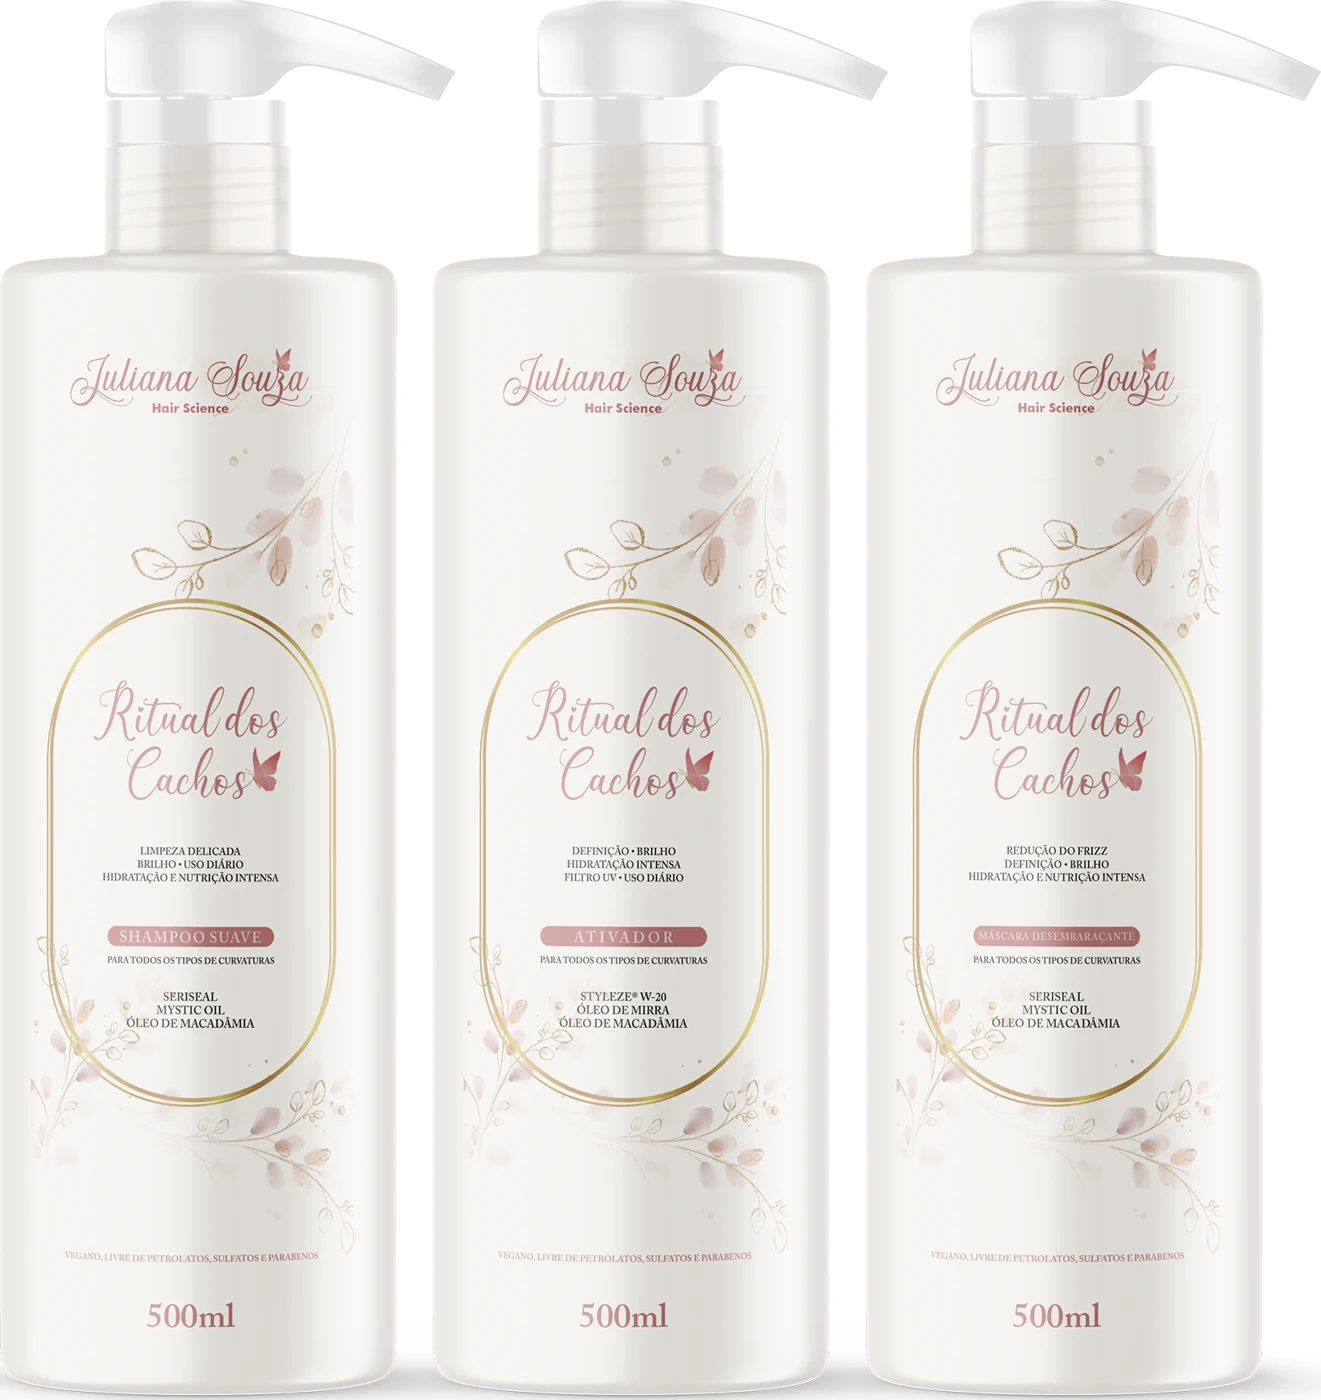 Juliana Souza
Hair Science
Ritual dos
Cachos
LIMPEZA DELICADA
BRILHO • USO DIÁRIO
HIDRATAÇÃO E NUTRIÇÃO INTENSA
SHAMPOO SUAVE
PARA TODOS OS TIPOS DE CURVATURAS
SERISEAL
MYSTIC OIL
ÓLEO DE MACADÂMIA
VEGANO, LIVRE DE PETROLATOS, SULFATOS E PARABENOS
500ml
Juliana Souza
Hair Science
Ritual dos
Cachos
DEFINIÇÃO • BRILHO
HIDRATAÇÃO INTENSA
FILTRO UV • USO DIÁRIO
ATIVADOR
PARA TODOS OS TIPOS DE CURVATURAS
STYLEZE® W-20
ÓLEO DE MIRRA
ÓLEO DE MACADÂMIA
VEGANO, LIVRE DE PETROLATOS, SULFATOS E PARABENOS
500ml
Juliana Souza
Hair Science
Ritual dos
Cachos
REDUÇÃO DO FRIZZ
DEFINIÇÃO • BRILHO
HIDRATAÇÃO E NUTRIÇÃO INTENSA
MÁSCARA DESEMBARAÇANTE
PARA TODOS OS TIPOS DE CURVATURAS
SERISEAL
MYSTIC OIL
ÓLEO DE MACADÂMIA
VEGANO, LIVRE DE PETROLATOS, SULFATOS E PARABENOS
500ml